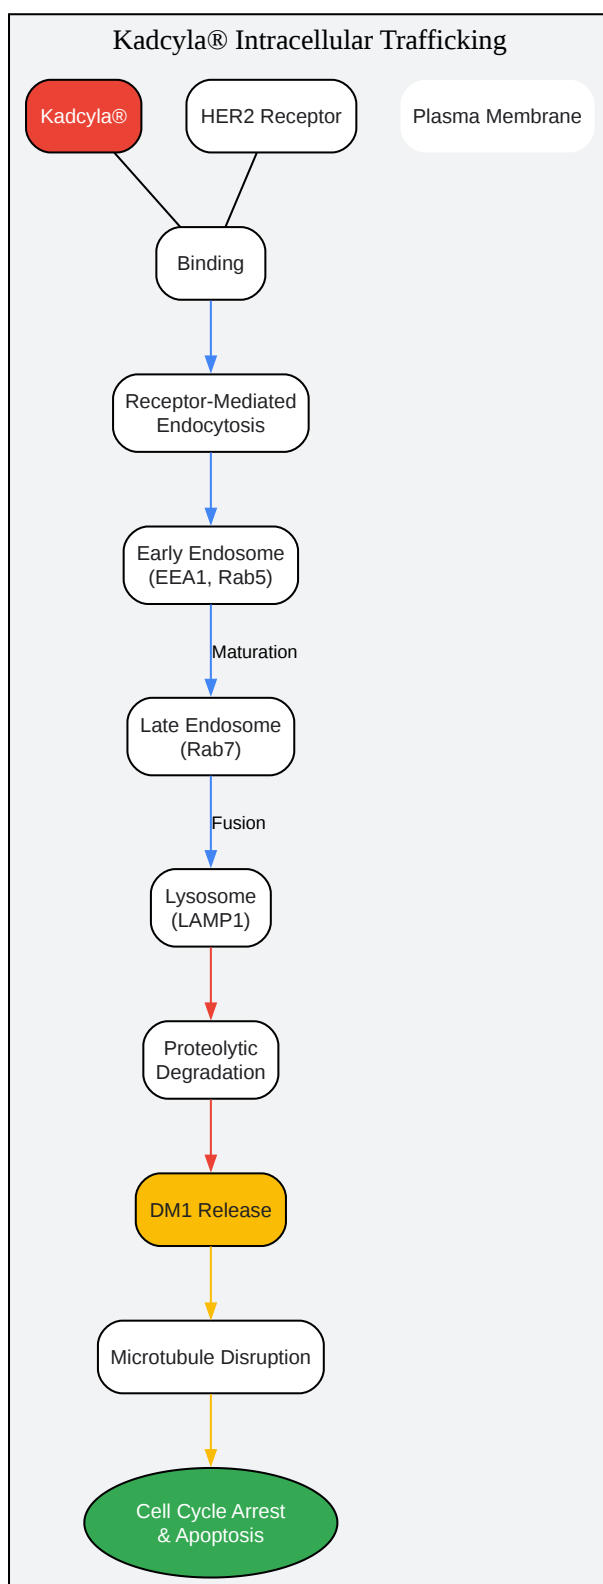 Kadcyla® Intracellular Trafficking
Kadcyla®
HER2 Receptor
Plasma Membrane
Binding
Receptor-Mediated
Endocytosis
Early Endosome
(EEA1, Rab5)
Maturation
Late Endosome
(Rab7)
Fusion
Lysosome
(LAMP1)
Proteolytic
Degradation
DM1 Release
Microtubule Disruption
Cell Cycle Arrest
& Apoptosis